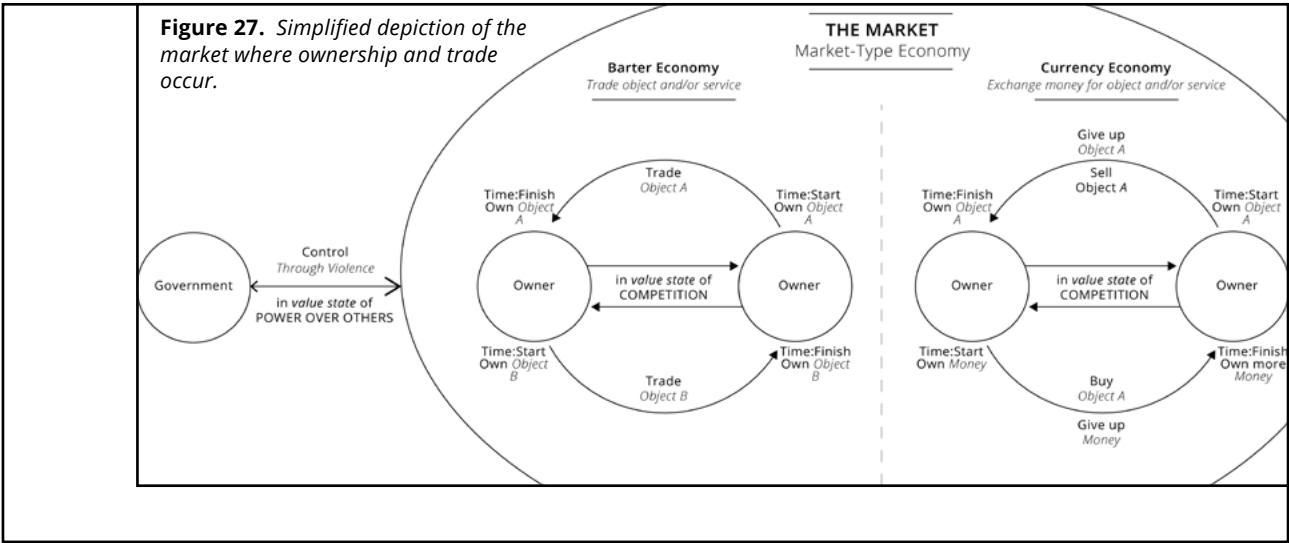 Figure 27. Simplified depiction of the
market where ownership and trade
occur.
THE MARKET
Market-Type Economy
Barter Economy
Trade object and/or service
Currency Economy
Exchange money for object and/or service
Government
Control
Through Violence
in value state of
POWER OVER OTHERS
Trade
Object A
Time:Finish
Own Object
A
Time:Start
Own Object
A
Owner
in value state of
COMPETITION
Owner
Time:Start
Own Object
B
Time:Finish
Own Object
B
Trade
Object B
Give up
Object A
Sell
Object A
Time:Finish
Own Object
A
Time:Start
Own Object
A
Owner
in value state of
COMPETITION
Owner
Time:Start
Own Money
Time:Finish
Own more
Money
Buy
Object A
Give up
Money